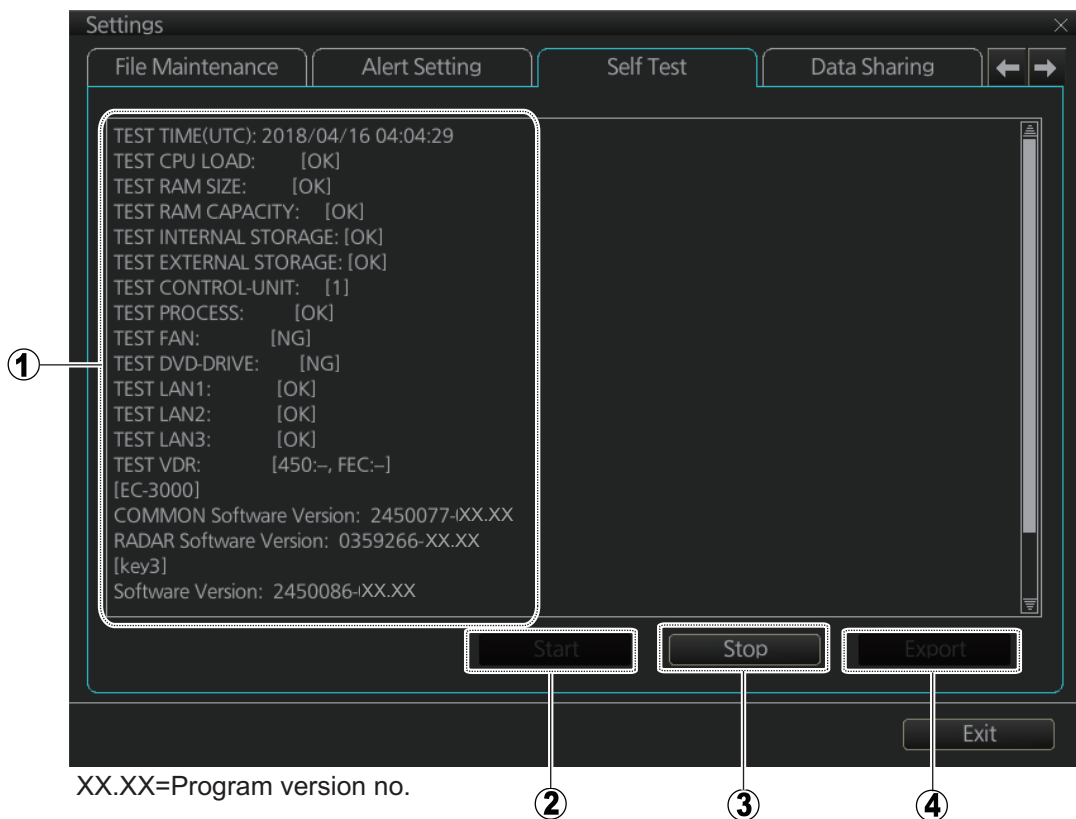 Settings
File Maintenance
Alert Setting
Self Test
Data Sharing
TEST TIME(UTC): 2018/04/16 04:04:29
TEST CPU LOAD: [OK]
TEST RAM SIZE: [OK]
TEST RAM CAPACITY: [OK]
TEST INTERNAL STORAGE: [OK]
TEST EXTERNAL STORAGE: [OK]
TEST CONTROL-UNIT: [1]
TEST PROCESS: [OK]
TEST FAN: [NG]
TEST DVD-DRIVE: [NG]
TEST LAN1: [OK]
TEST LAN2: [OK]
TEST LAN3: [OK]
TEST VDR: [450:–, FEC:–]
[EC-3000]
COMMON Software Version: 2450077-XX.XX
RADAR Software Version: 0359266-XX.XX
[key3]
Software Version: 2450086-XX.XX
1
Start
Stop
Export
Exit
XX.XX=Program version no.
2
3
4